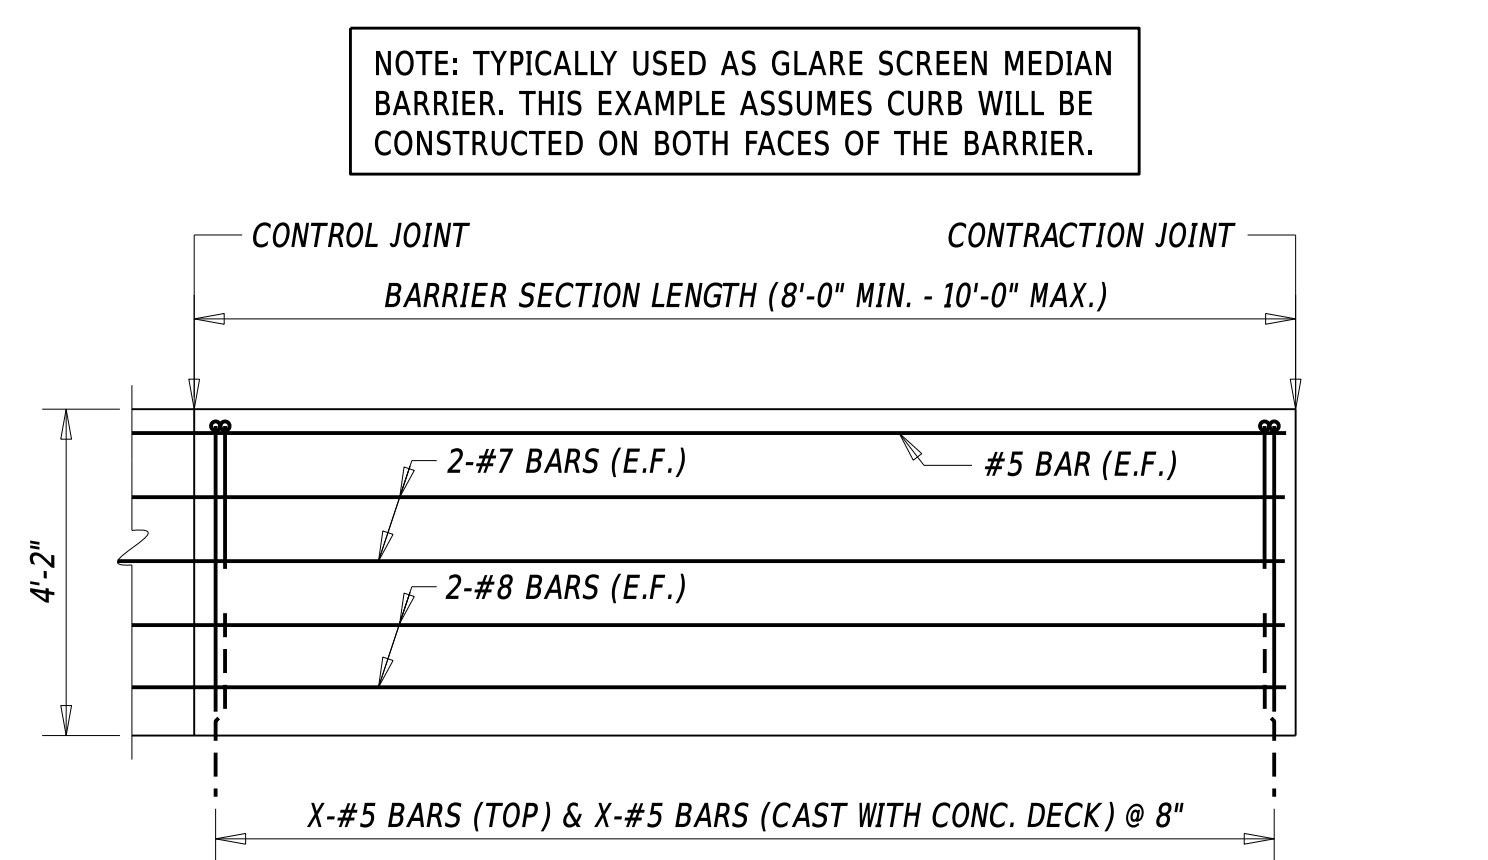 NOTE: TYPICALLY USED AS GLARE SCREEN MEDIAN
BARRIER. THIS EXAMPLE ASSUMES CURB WILL BE
CONSTRUCTED ON BOTH FACES OF THE BARRIER.
CONTROL JOINT
CONTRACTION JOINT
BARRIER SECTION LENGTH (8'-0" MIN. - 10'-0" MAX.)
2-#7 BARS (E.F.)
#5 BAR (E.F.)
4'-2"
2-#8 BARS (E.F.)
X-#5 BARS (TOP) & X-#5 BARS (CAST WITH CONC. DECK) @ 8"